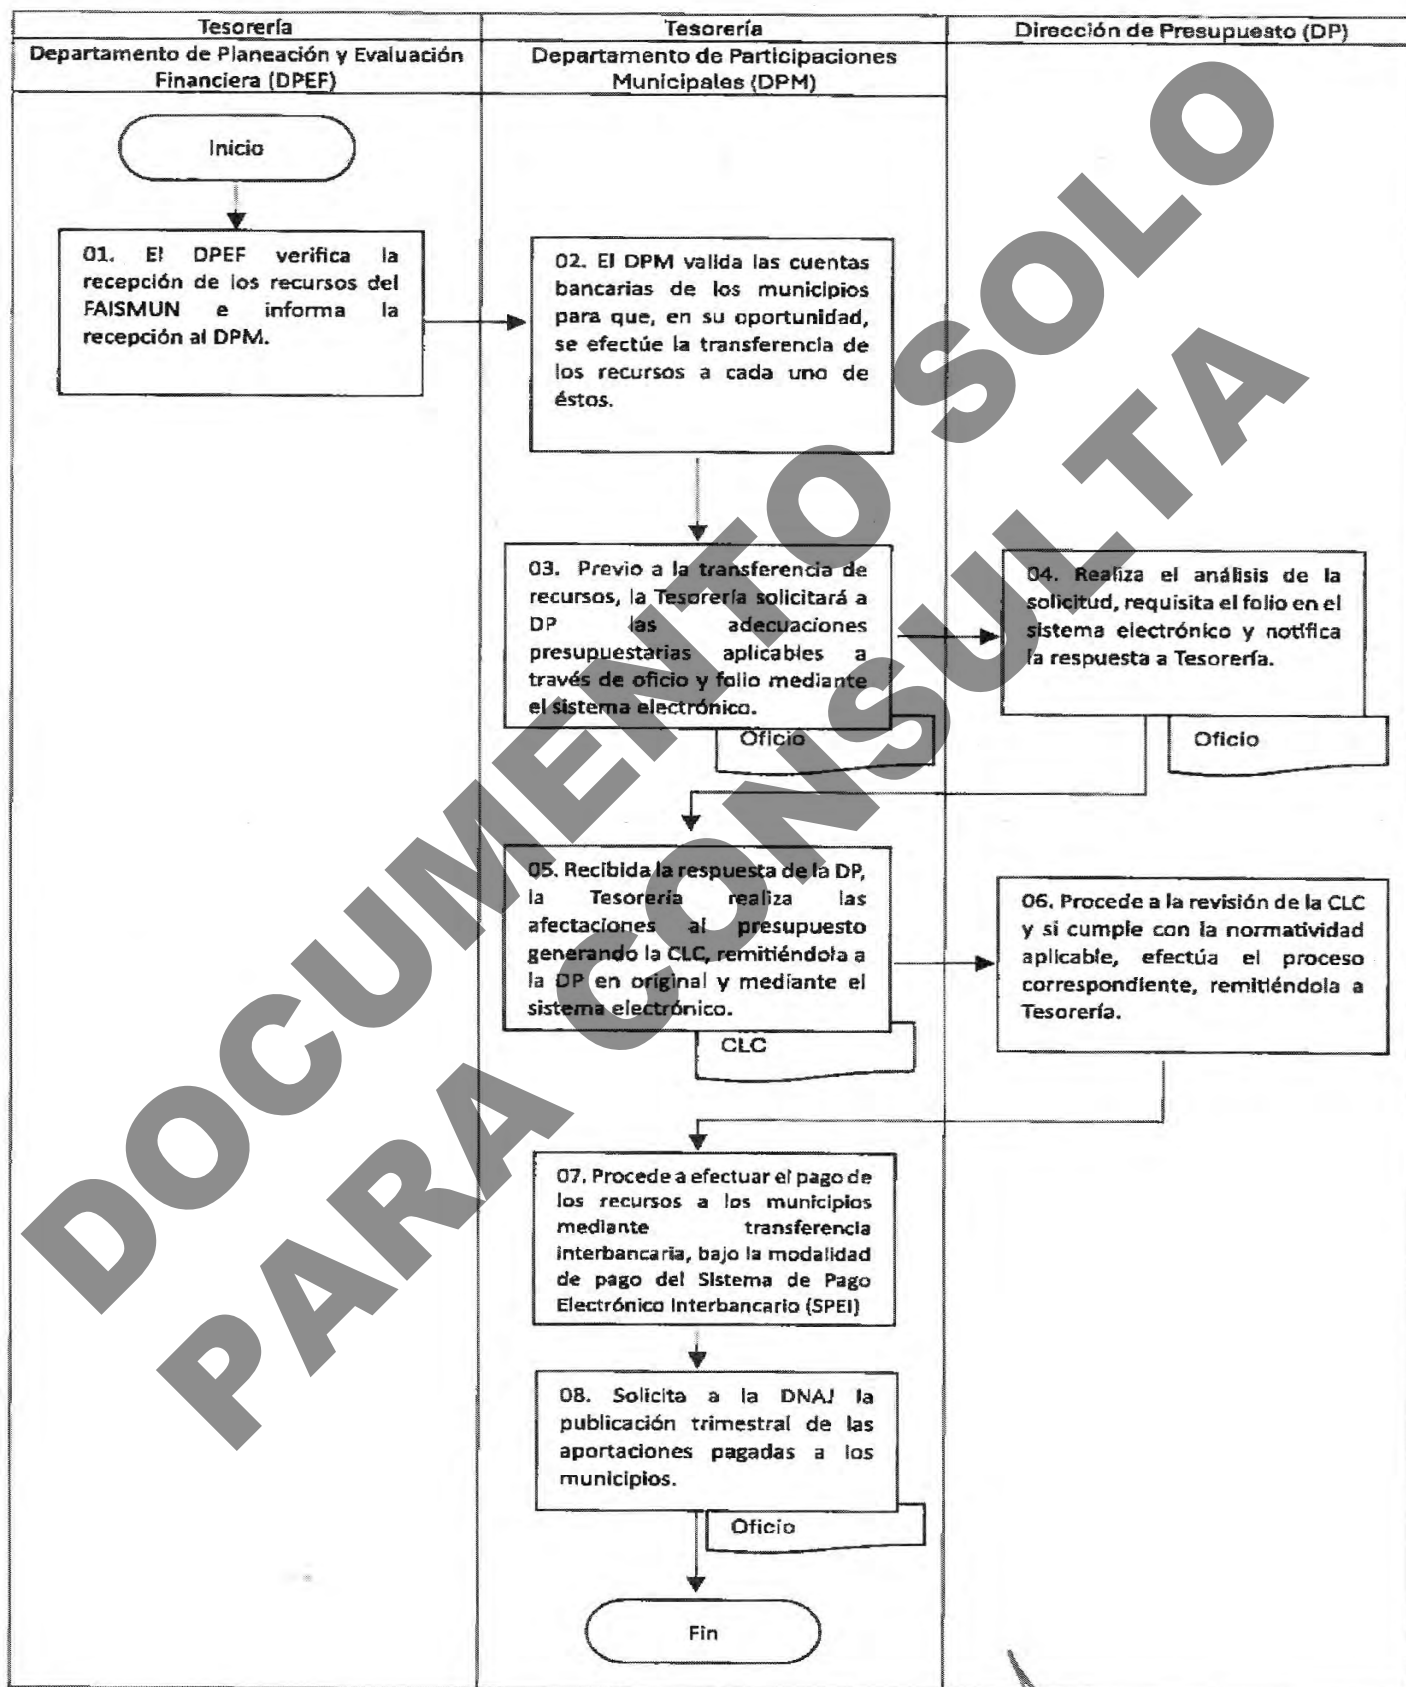 Tesorería
Departamento de Planeación y Evaluación
Financiera (DPEF)
Tesorería
Departamento de Participaciones
Municipales (DPM)
Dirección de Presupuesto (DP)
Inicio
01. El DPEF verifica la
recepción de los recursos del
FAISMUN e informa la
recepción al DPM.
02. El DPM valida las cuentas
bancarias de los municipios
para que, en su oportunidad,
se efectúe la transferencia de
los recursos a cada uno de
éstos.
03. Previo a la transferencia de
recursos, la Tesorería solicitará a
DP las adecuaciones
presupuestarias aplicables a
través de oficio y folio mediante
el sistema electrónico.
Oficio
04. Realiza el análisis de la
solicitud, requisita el folio en el
sistema electrónico y notifica
la respuesta a Tesorería.
Oficio
05. Recibida la respuesta de la DP,
la Tesorería realiza las
afectaciones al presupuesto
generando la CLC, remitiéndola a
la DP en original y mediante el
sistema electrónico.
CLC
06. Procede a la revisión de la CLC
y si cumple con la normatividad
aplicable, efectúa el proceso
correspondiente, remitiéndola a
Tesorería.
07. Procede a efectuar el pago de
los recursos a los municipios
mediante transferencia
interbancaria, bajo la modalidad
de pago del Sistema de Pago
Electrónico Interbancario (SPEI)
08. Solicita a la DNAJ la
publicación trimestral de las
aportaciones pagadas a los
municipios.
Oficio
Fin
DOCUMENTO SOLO
PARA CONSULTA